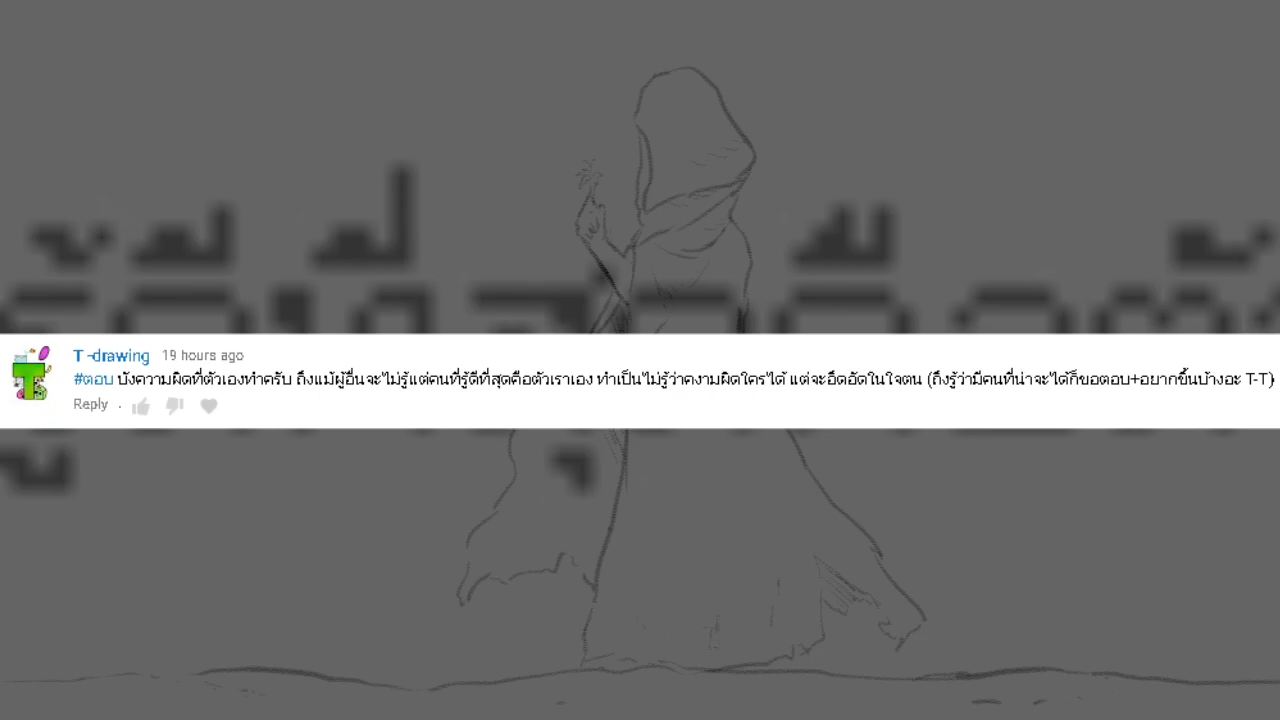 T -drawing 19 hours ago
#ตอบ บังความผิดที่ตัวเองทำครับ ถึงแม้ผู้อื่นจะไม่รู้แต่คนที่รู้ดีที่สุดคือตัวเราเอง ทำเป็นไม่รู้ว่าคงามผิดใครได้ แต่จะอึดอัดในใจตน (ถึงรู้ว่ามีคนที่น่าจะได้ก็ขอตอบ+อยากขึ้นบ้างอะ T-T)
Reply .